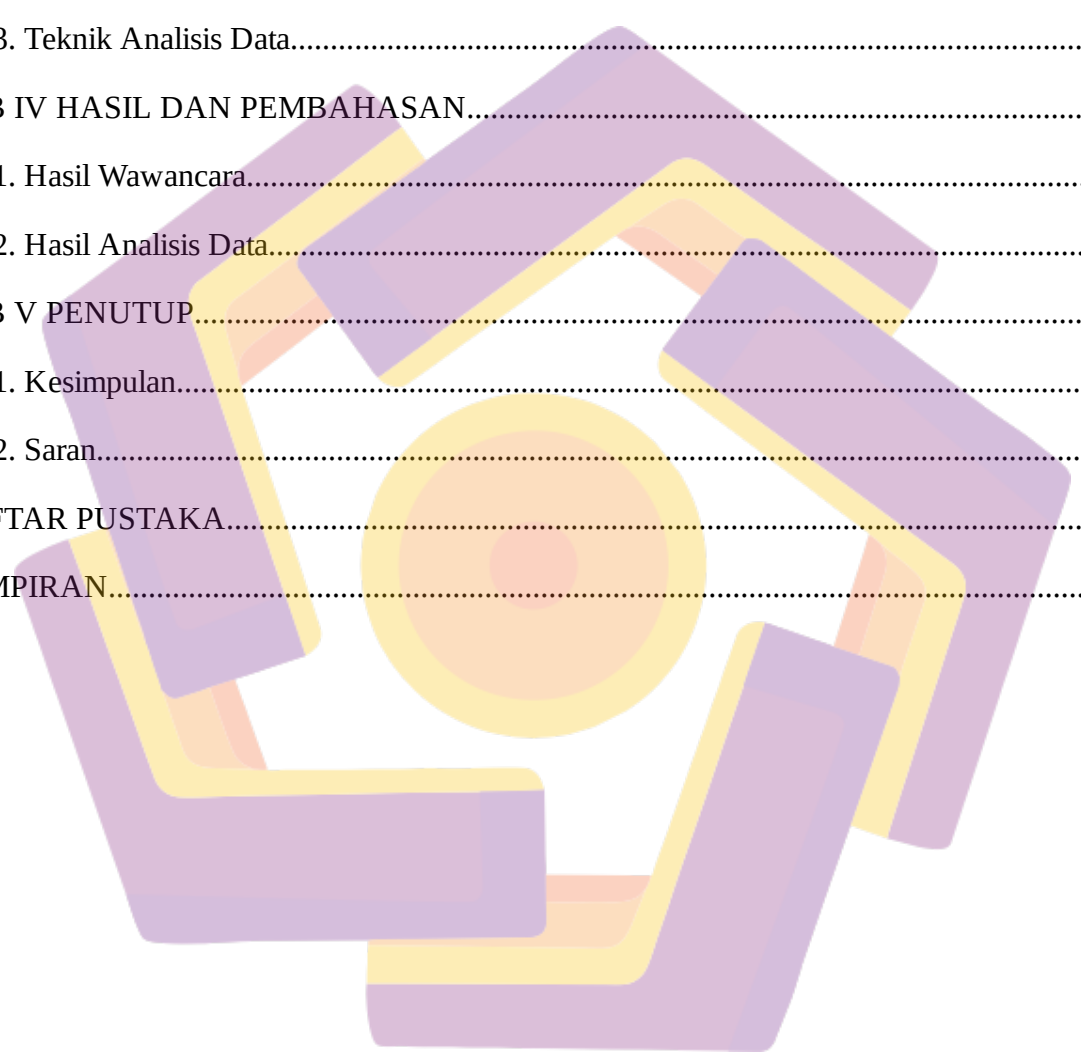 3. Teknik Analisis Data........................................................................................................
B IV HASIL DAN PEMBAHASAN...................................................................................
1. Hasil Wawancara..............................................................................................................
2. Hasil Analisis Data...........................................................................................................
B V PENUTUP.....................................................................................................................
1. Kesimpulan.......................................................................................................................
2. Saran.................................................................................................................................
FTAR PUSTAKA................................................................................................................
MPIRAN...............................................................................................................................